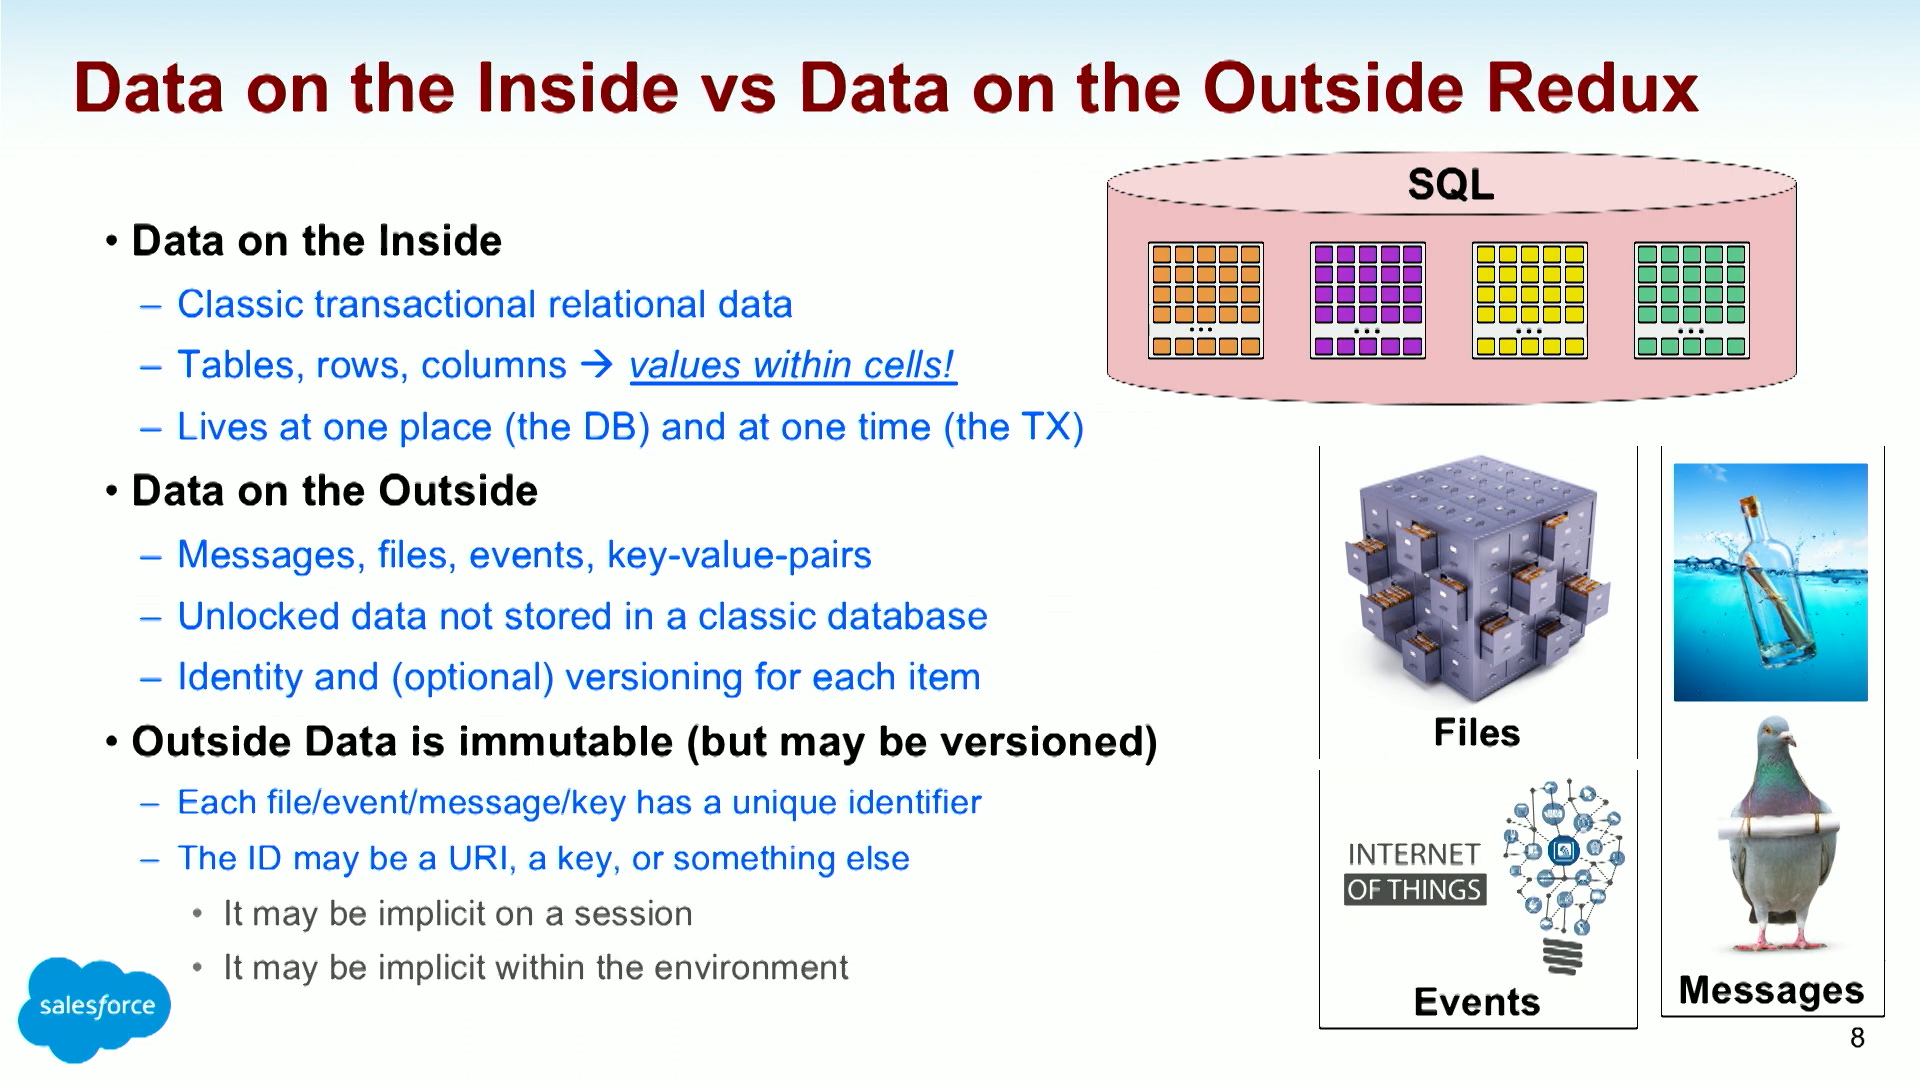 Data on the Inside vs Data on the Outside Redux
• Data on the Inside
– Classic transactional relational data
– Tables, rows, columns → values within cells!
– Lives at one place (the DB) and at one time (the TX)
• Data on the Outside
– Messages, files, events, key-value-pairs
– Unlocked data not stored in a classic database
– Identity and (optional) versioning for each item
• Outside Data is immutable (but may be versioned)
– Each file/event/message/key has a unique identifier
– The ID may be a URI, a key, or something else
• It may be implicit on a session
• It may be implicit within the environment
SQL
...
...
...
...
Files
INTERNET
OF THINGS
Events
Messages
salesforce
8